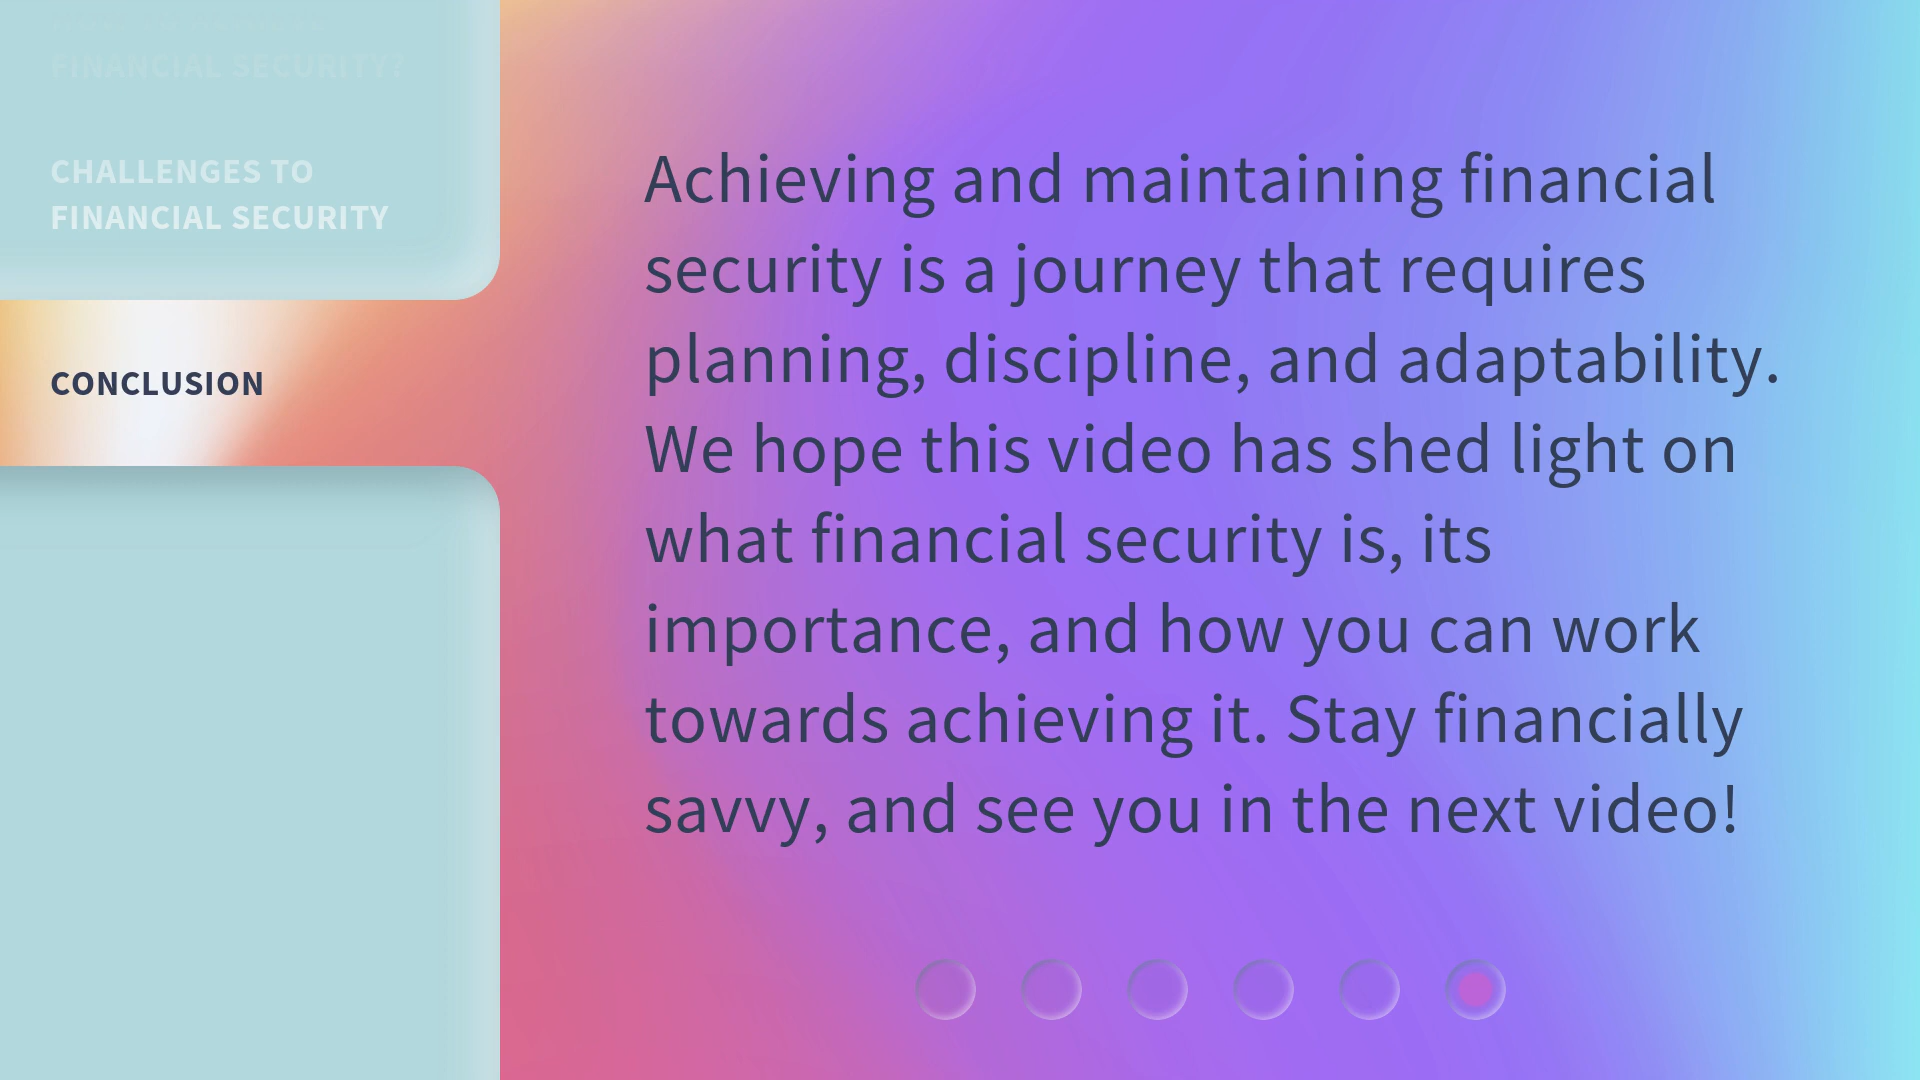 FINANCIAL SECURITY?
CHALLENGES TO
FINANCIAL SECURITY
CONCLUSION
Achieving and maintaining financial
security is a journey that requires
planning, discipline, and adaptability.
We hope this video has shed light on
what financial security is, its
importance, and how you can work
towards achieving it. Stay financially
savvy, and see you in the next video!